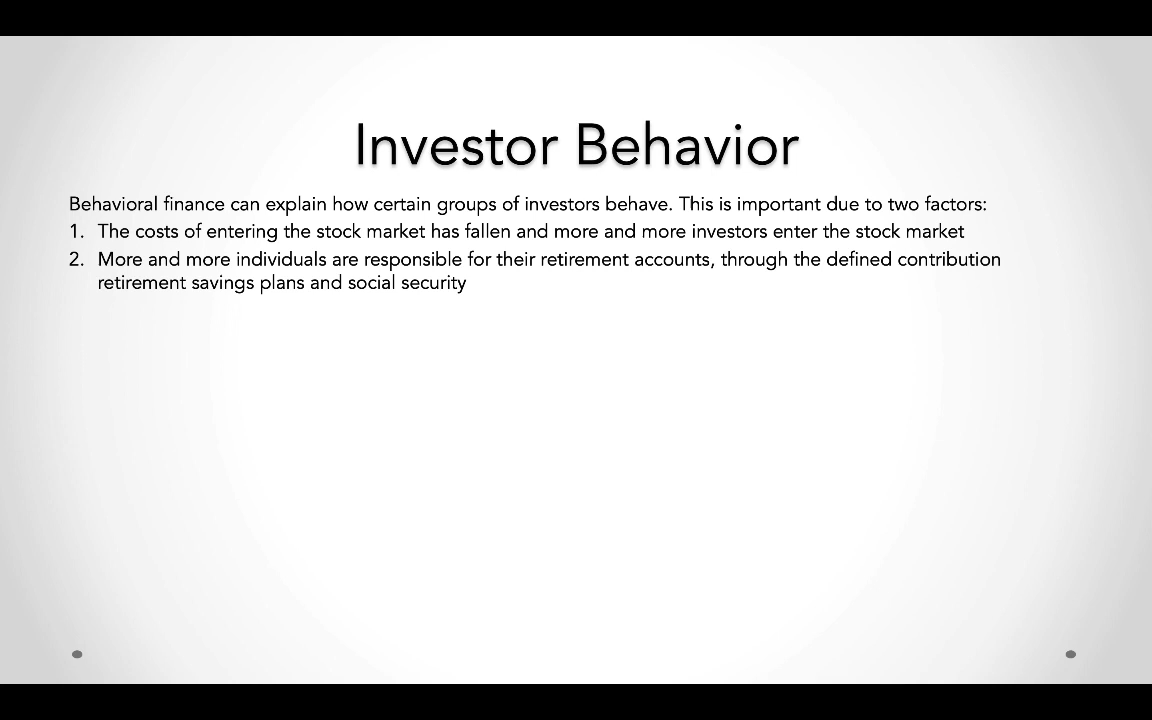 Investor Behavior
Behavioral finance can explain how certain groups of investors behave. This is important due to two factors:
1. The costs of entering the stock market has fallen and more and more investors enter the stock market
2. More and more individuals are responsible for their retirement accounts, through the defined contribution
retirement savings plans and social security